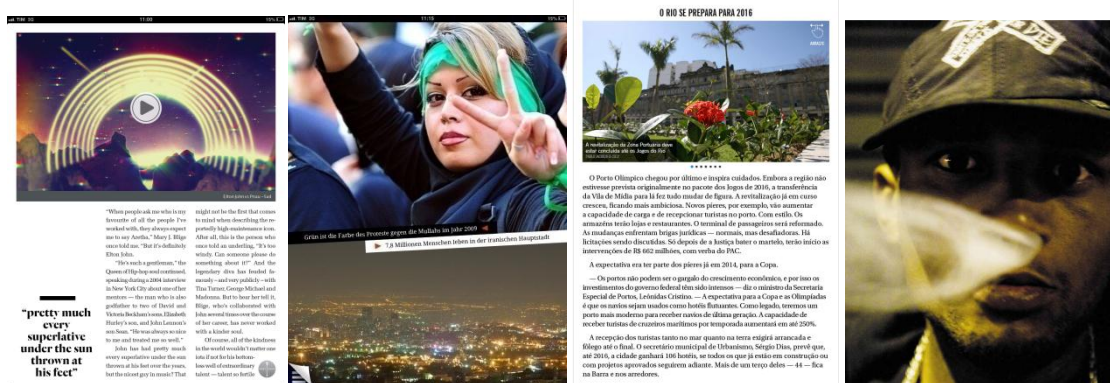 TIM 3G
11:00
"When people ask me who is my
favourite of all the people I've
worked with, they always expect
me to say Aretha," Mary J. Blige
once told me. "But it's definitely
Elton John.
"He's such a gentleman," the
Queen of Hip-hop soul continued,
speaking during a 2004 interview
in New York City about one of her
mentors — the man who is also
godfather to two of David and
Victoria Beckham's sons, Elizabeth
Hurley's son, and John Lennon's
son Sean. "He was always so nice
to me and treated me so well."
John has had pretty much
every superlative under the sun
thrown at his feet over the years,
but the nicest guy in music? That
might not be the first that comes
to mind when describing the re-
portedly high-maintenance icon.
After all, this is the person who
once told an underling, "It's too
windy. Can someone please do
something about it?" And the
legendary diva has feuded fa-
mously — and very publicly — with
Tina Turner, George Michael and
Madonna. But to hear her tell it,
Blige, who's collaborated with
John several times over the course
of her career, has never worked
with a kinder soul.
Of course, all of the kindness
in the world wouldn't matter one
iota if not for his bottom-
less well of extraordinary
talent — talent so fertile
"pretty much
every
superlative
under the sun
thrown at
his feet"
TIM 3G
11:15
Grün ist die Farbe des Protests gegen die Mullahs im Jahr 2009
7,8 Millionen Menschen leben in der iranischen Hauptstadt
O RIO SE PREPARA PARA 2016
A revitalização da Zona Portuária deve
estar concluída até os Jogos do Rio
O Porto Olímpico chegou por último e inspira cuidados. Embora a região não
estivesse prevista originalmente no pacote dos Jogos de 2016, a transferência
da Vila de Mídia para lá fez tudo mudar de figura. A revitalização já em curso
cresceu, ficando mais ambiciosa. Novos píeres, por exemplo, vão aumentar
a capacidade de carga e de recepcionar turistas no porto. Com estilo. Os
armazéns terão lojas e restaurantes. O terminal de passageiros será reformado.
As mudanças enfrentam brigas jurídicas — normais, mas desafiadoras. Há
licitações sendo discutidas. Só depois de a Justiça bater o martelo, terão início as
intervenções de R$ 662 milhões, com verba do PAC.
A expectativa era ter parte dos píeres já em 2014, para a Copa.
— Os portos não podem ser o gargalo do crescimento econômico, e por isso os
investimentos do governo federal têm sido intensos — diz o ministro da Secretaria
Especial de Portos, Leônidas Cristino. — A expectativa para a Copa e as Olimpíadas
é que os navios sejam usados como hotéis flutuantes. Como legado, teremos um
porto mais moderno para receber navios de última geração. A capacidade de
receber turistas de cruzeiros marítimos por temporada aumentará em até 250%.
A recepção dos turistas tanto no mar quanto na terra exigirá arrancada e
fôlego até o final. O secretário municipal de Urbanismo, Sérgio Dias, prevê que,
até 2016, a cidade ganhará 106 hotéis, se todos os que já estão em construção ou
com projetos aprovados seguirem adiante. Mais de um terço deles — 44 — fica
na Barra e nos arredores.
DIE